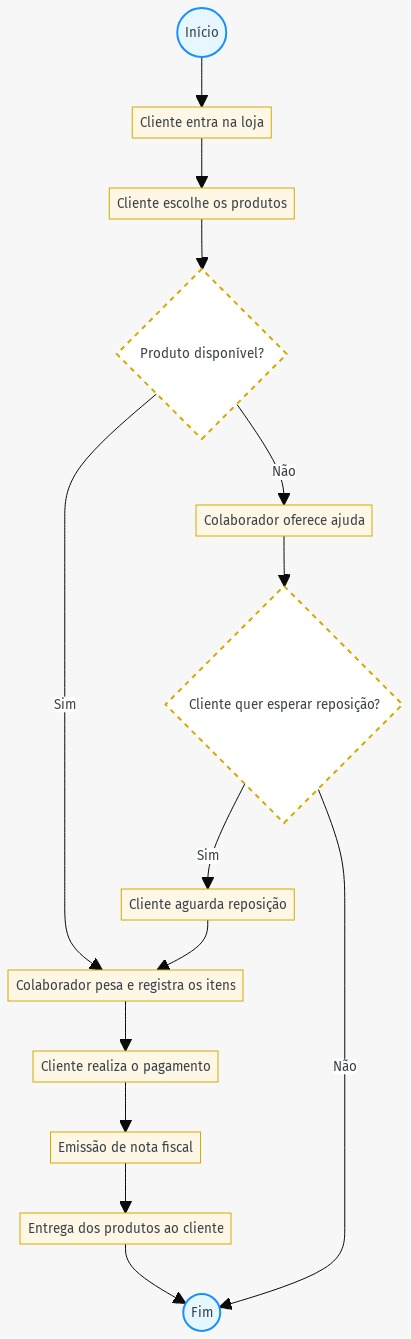 Início
Cliente entra na loja
Cliente escolhe os produtos
Produto disponível?
Não
Colaborador oferece ajuda
Sim
Cliente quer esperar reposição?
Sim
Cliente aguarda reposição
Colaborador pesa e registra os itens
Cliente realiza o pagamento
Não
Emissão de nota fiscal
Entrega dos produtos ao cliente
Fim